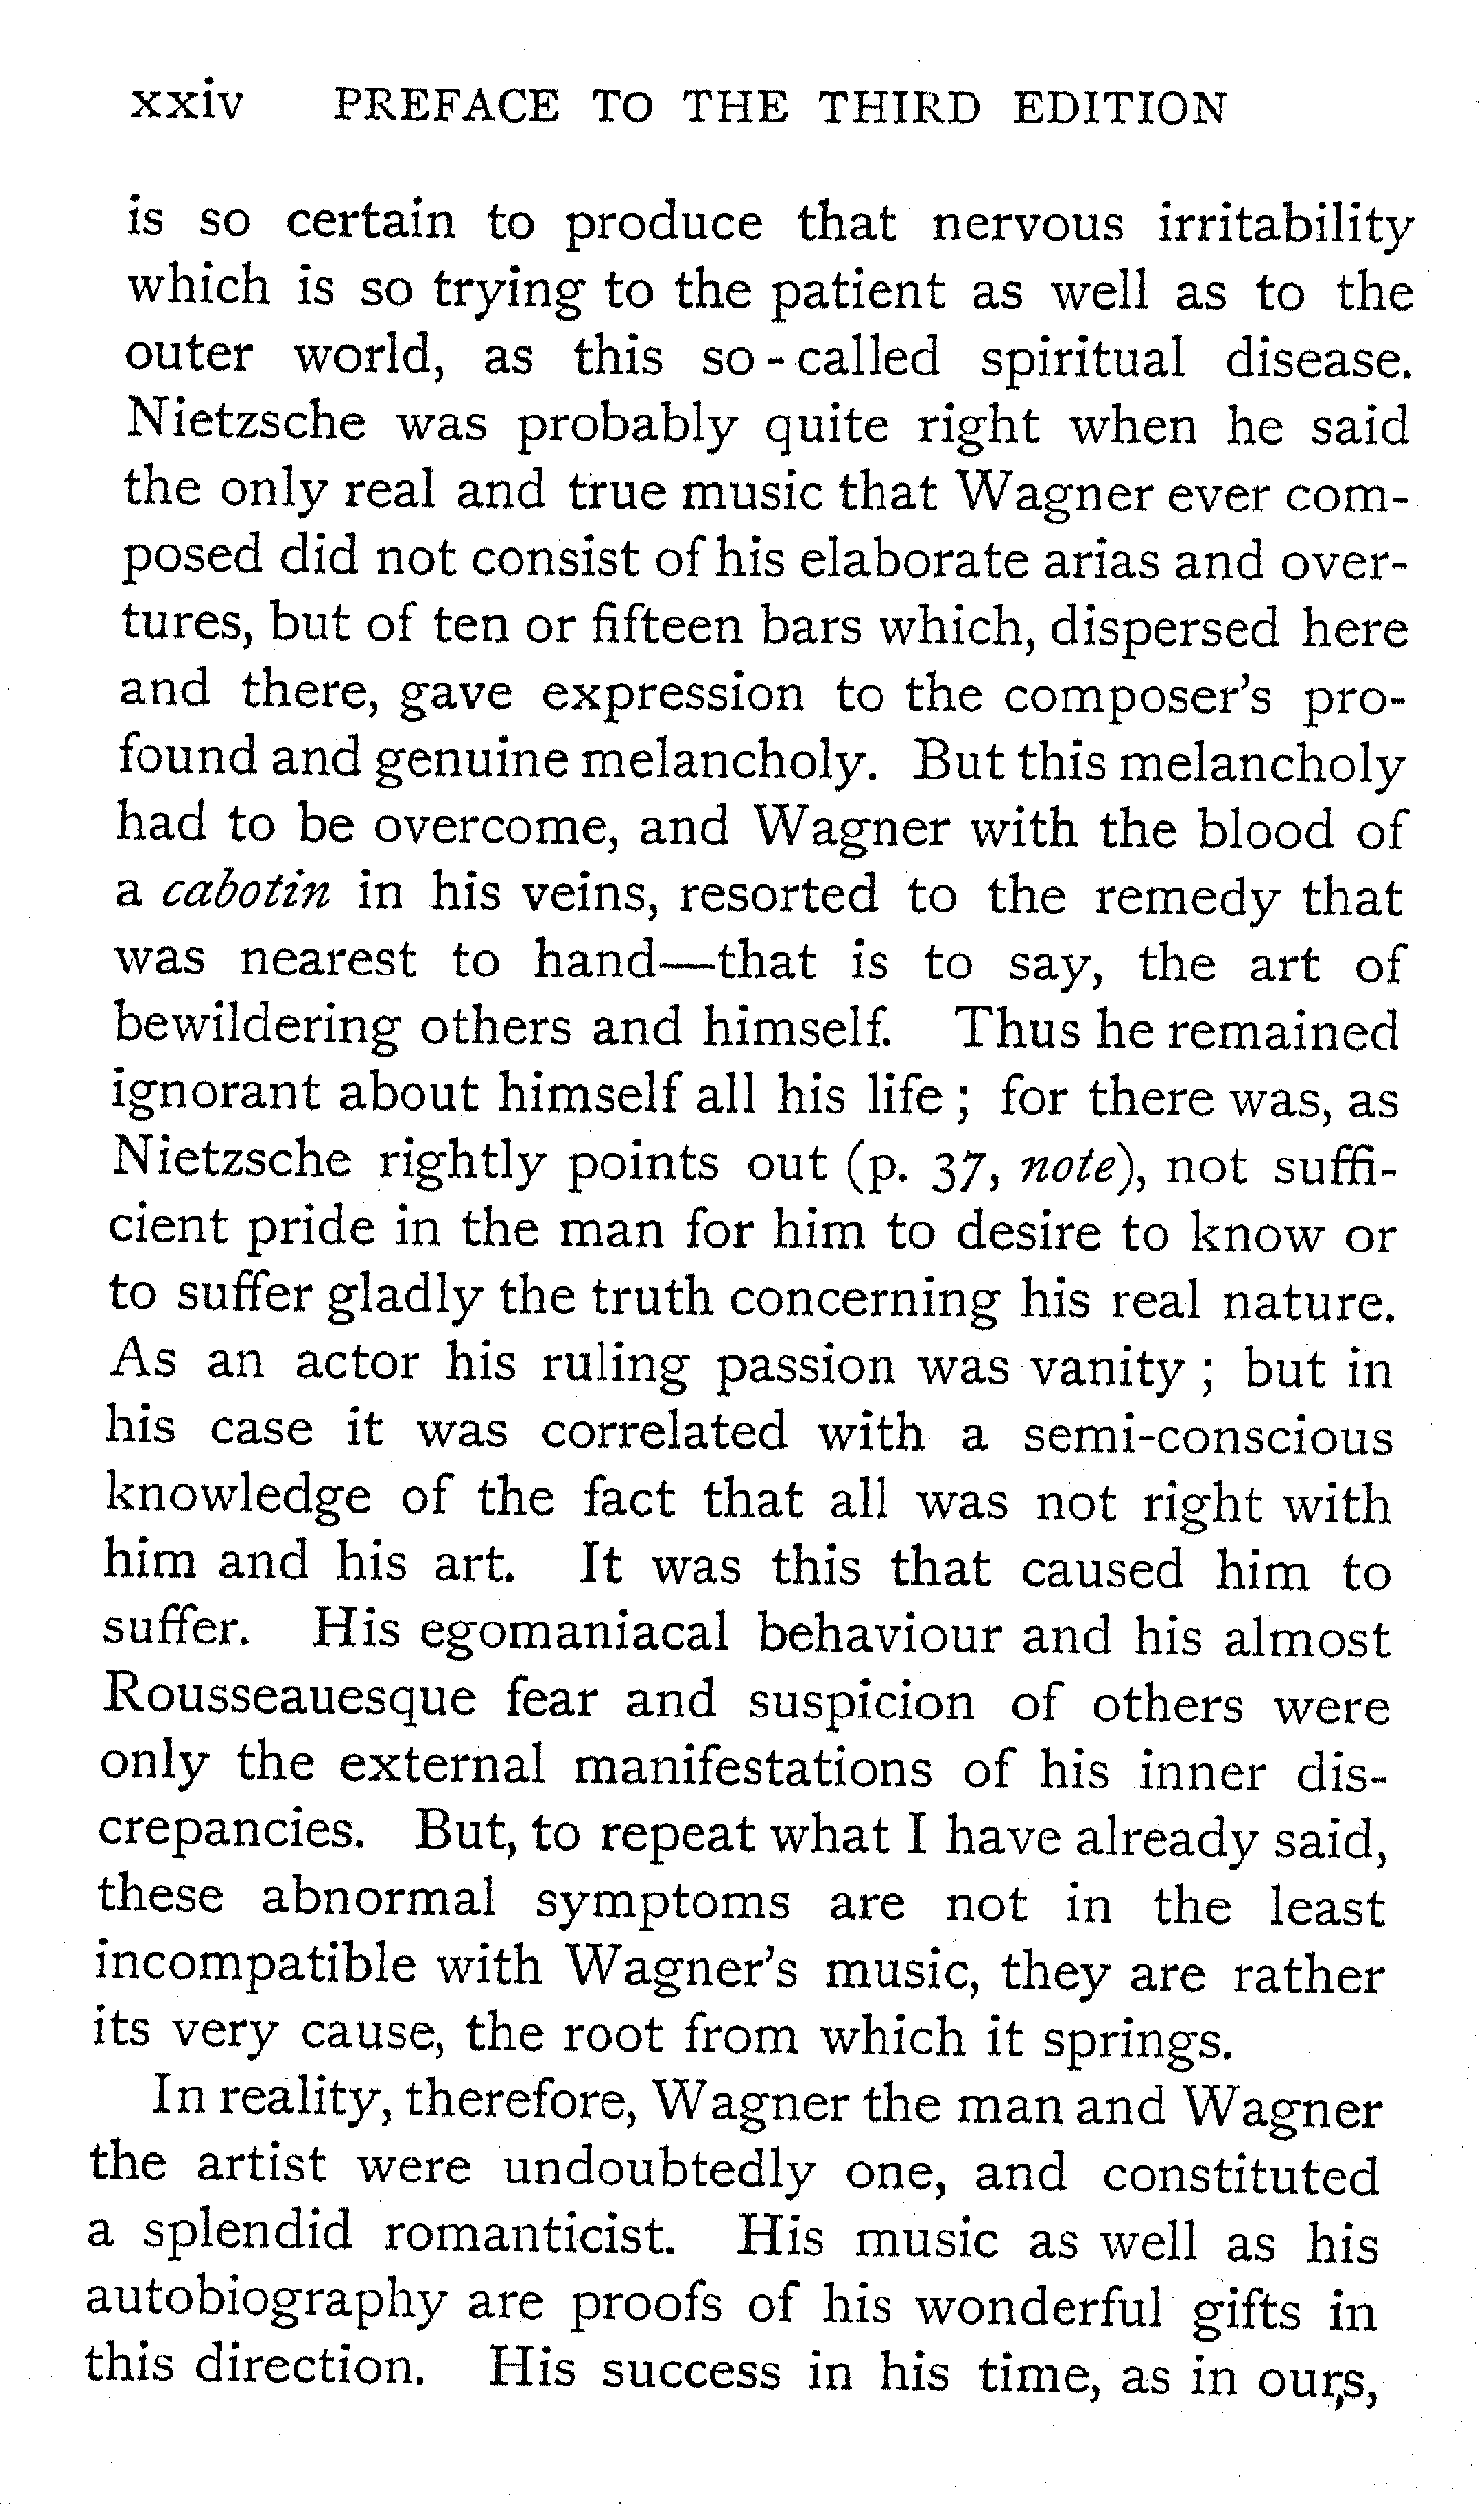 xxiv PREFACE TO THE THIRD EDITION
is so certain to produce that nervous irritability
which is so trying to the patient as well as to the
outer world, as this so-called spiritual disease.
Nietzsche was probably quite right when he said
the only real and true music that Wagner ever com-
posed did not consist of his elaborate arias and over-
tures, but of ten or fifteen bars which, dispersed here
and there, gave expression to the composer's pro-
found and genuine melancholy. But this melancholy
had to be overcome, and Wagner with the blood of
a cabotin in his veins, resorted to the remedy that
was nearest to hand—that is to say, the art of
bewildering others and himself. Thus he remained
ignorant about himself all his life; for there was, as
Nietzsche rightly points out (p. 37, note), not suffi-
cient pride in the man for him to desire to know or
to suffer gladly the truth concerning his real nature.
As an actor his ruling passion was vanity; but in
his case it was correlated with a semi-conscious
knowledge of the fact that all was not right with
him and his art. It was this that caused him to
suffer. His egomaniacal behaviour and his almost
Rousseauesque fear and suspicion of others were
only the external manifestations of his inner dis-
crepancies. But, to repeat what I have already said,
these abnormal symptoms are not in the least
incompatible with Wagner's music, they are rather
its very cause, the root from which it springs.
In reality, therefore, Wagner the man and Wagner
the artist were undoubtedly one, and constituted
a splendid romanticist. His music as well as his
autobiography are proofs of his wonderful gifts in
this direction. His success in his time, as in ours,